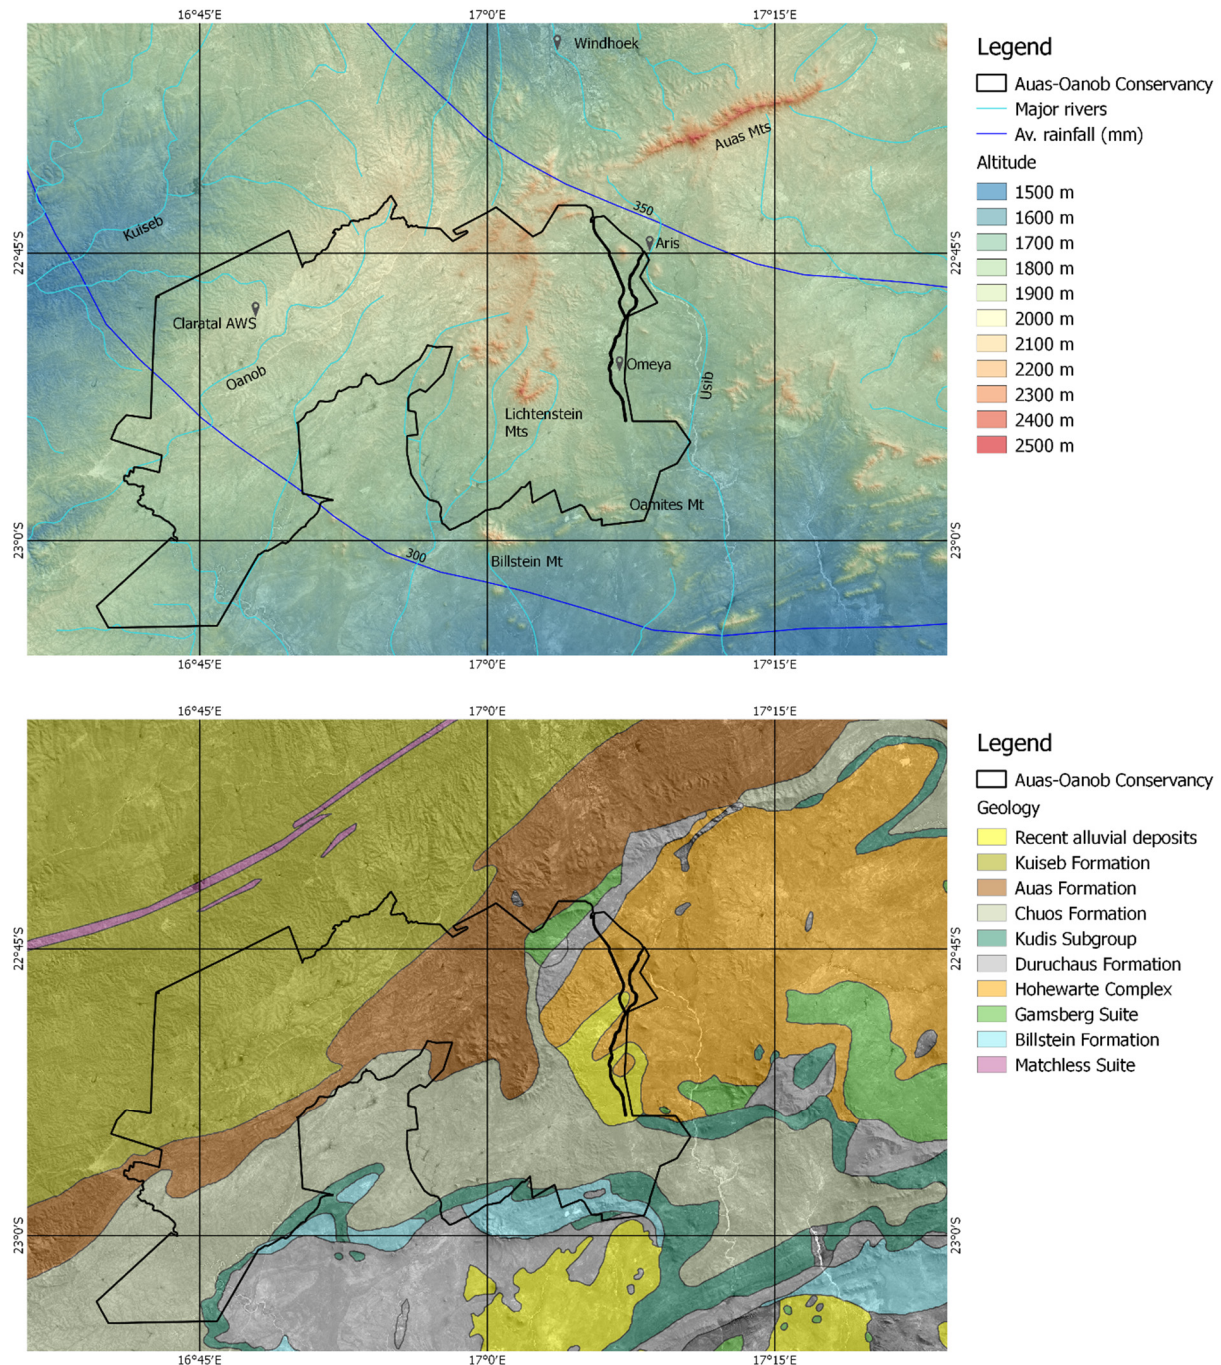 16°45'E 17°0'E 17°15'E
Legend
Auas-Oanob Conservancy
Major rivers
Av. rainfall (mm)
Altitude
1500 m
1600 m
1700 m
1800 m
1900 m
2000 m
2100 m
2200 m
2300 m
2400 m
2500 m
Windhoek
Auas Mts
Kuiseb
350
Aris
22°45'S 22°45'S
Claratal AWS
Oanob
Omeya
Usib
Lichtenstein
Mts
Oamites Mt
23°0'S 23°0'S
300
Billstein Mt
16°45'E 17°0'E 17°15'E
16°45'E 17°0'E 17°15'E
Legend
Auas-Oanob Conservancy
Geology
Recent alluvial deposits
Kuiseb Formation
Auas Formation
Chuos Formation
Kudis Subgroup
Duruchaus Formation
Hohewarte Complex
Gamsberg Suite
Billstein Formation
Matchless Suite
22°45'S 22°45'S
23°0'S 23°0'S
16°45'E 17°0'E 17°15'E